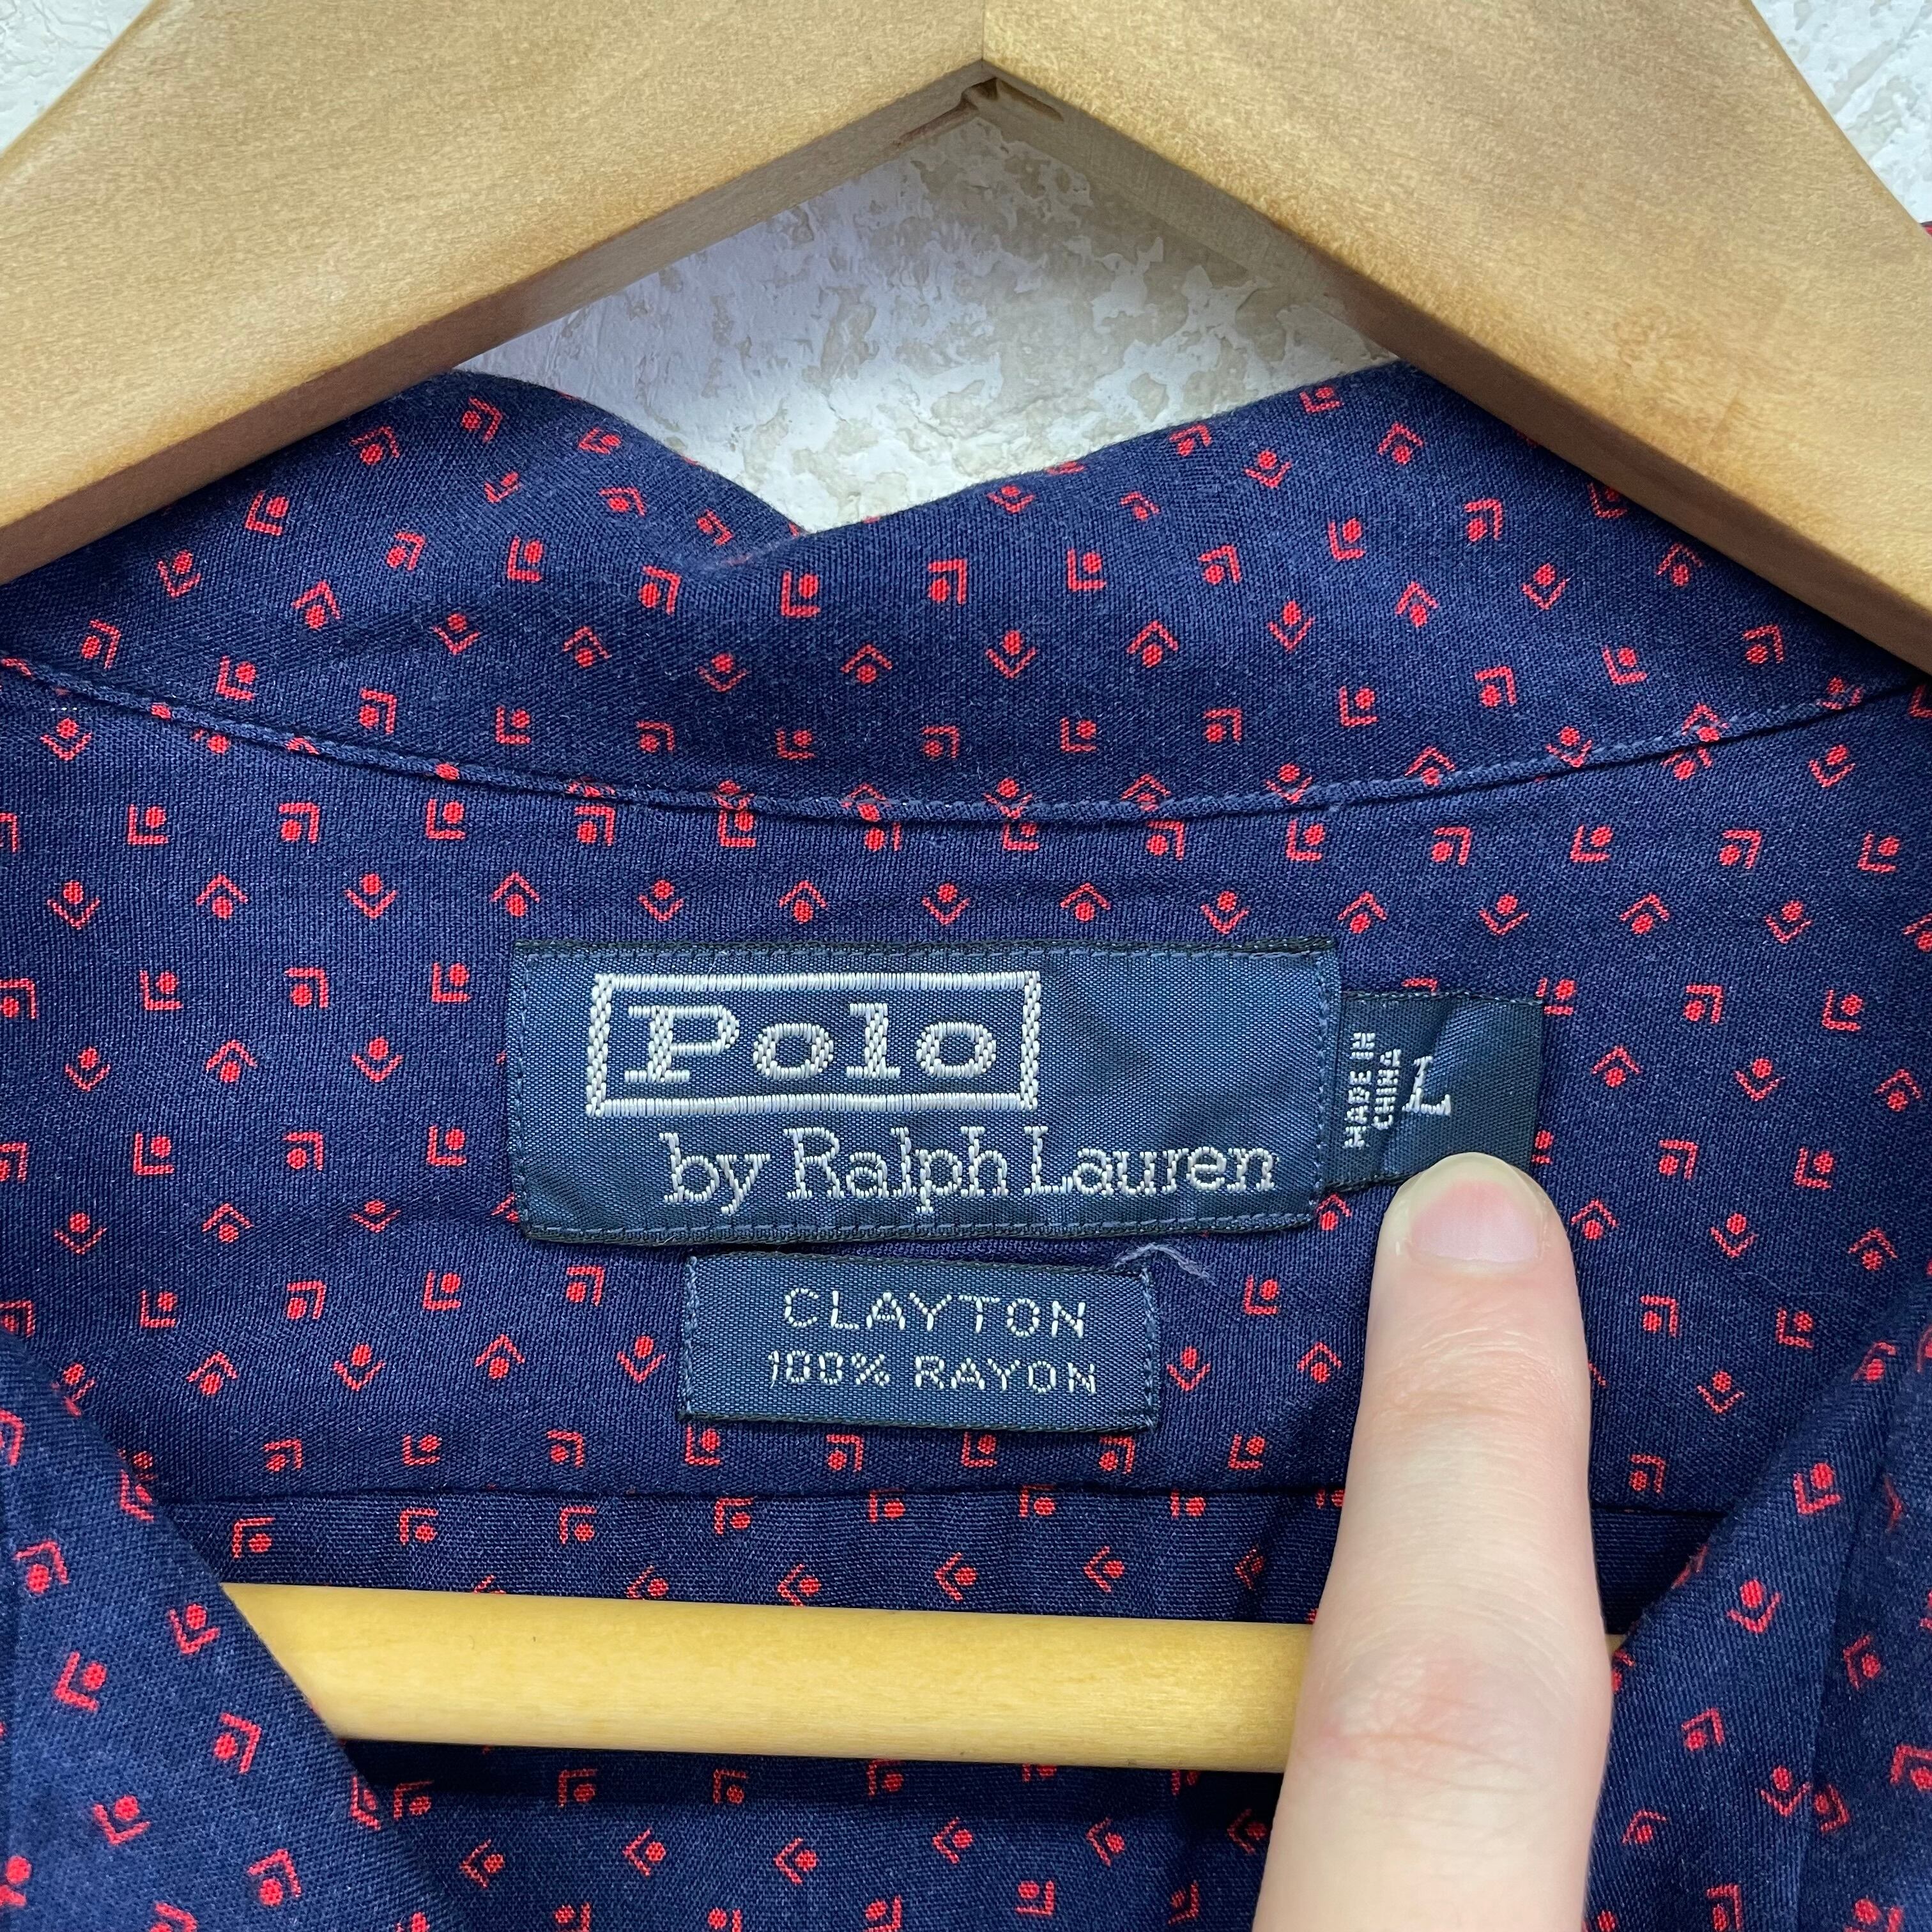 Polo
by Ralph Lauren
MADE IN
CHINA
L
CLAYTON
100% RAYON